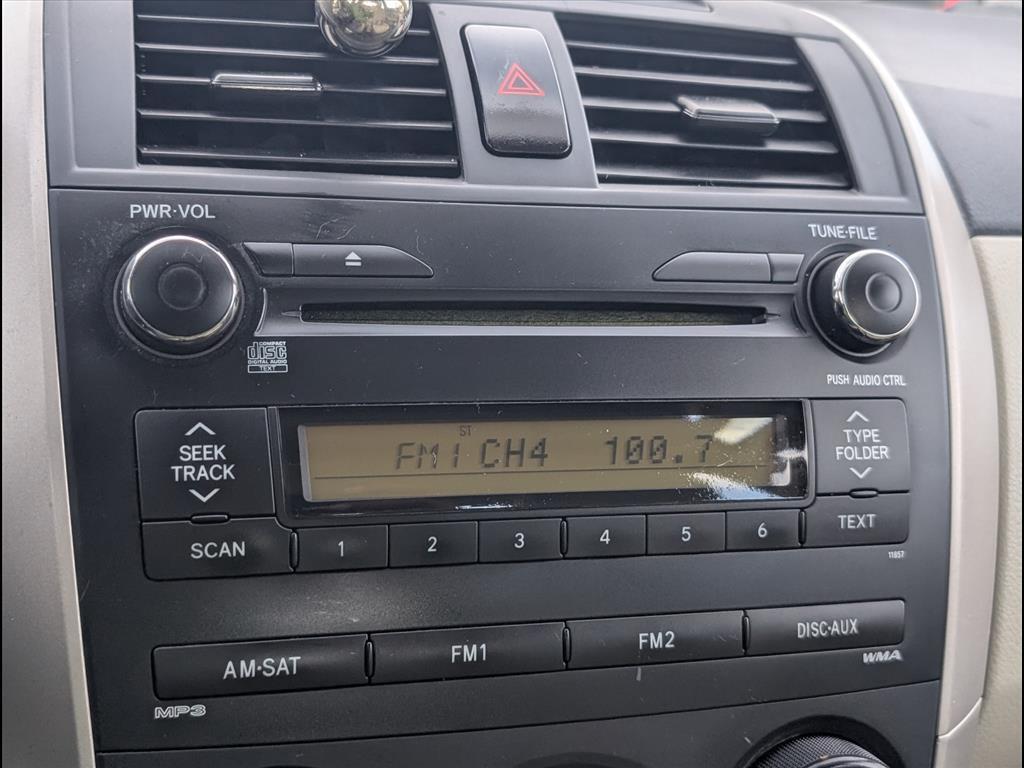 PWR·VOL
TUNE·FILE
COMPACT
disc
DIGITAL AUDIO
TEXT
PUSH AUDIO CTRL
SEEK
TRACK
ST
FM1 CH4 100.7
TYPE
FOLDER
SCAN
1 2 3 4 5 6
TEXT
11857
AM·SAT
FM1
FM2
DISC·AUX
MP3
WMA